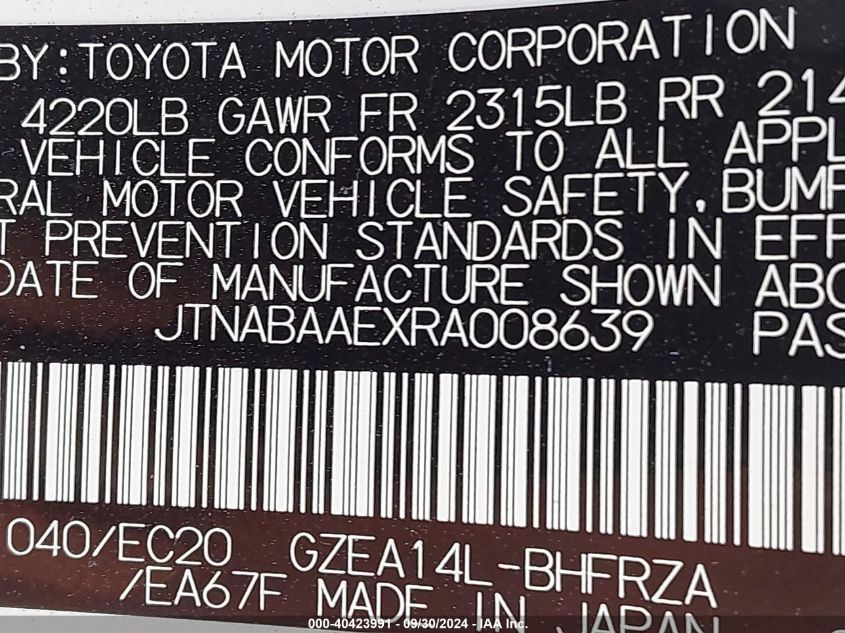 BY: TOYOTA MOTOR CORPORATION
4220LB GAWR FR 2315LB RR 214
VEHICLE CONFORMS TO ALL APPL
RAL MOTOR VEHICLE SAFETY, BUMP
T PREVENTION STANDARDS IN EFF
DATE OF MANUFACTURE SHOWN ABO
JTNABAAEXRA008639 PAS
040/EC20 GZEA14L-BHFRZA
/EA67F MADE IN JAPAN
000-40423991 - 09/30/2024 - IAA Inc.